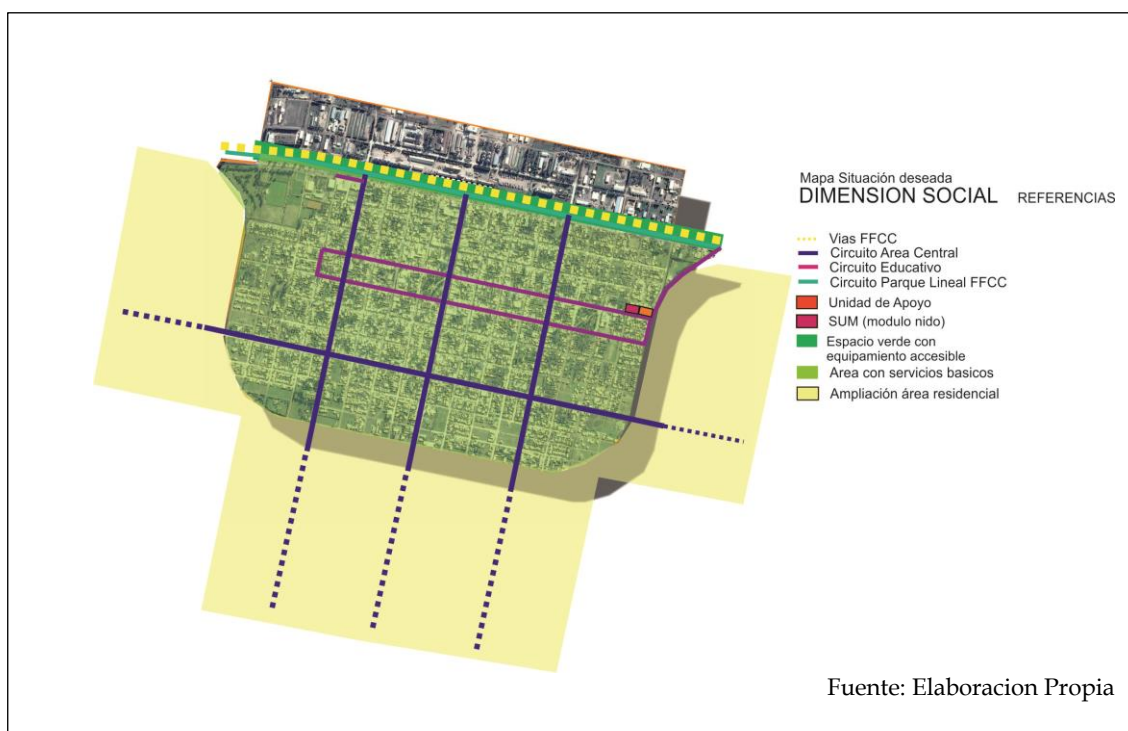 Mapa Situación deseada
DIMENSION SOCIAL REFERENCIAS
Vias FFCC
Circuito Area Central
Circuito Educativo
Circuito Parque Lineal FFCC
Unidad de Apoyo
SUM (modulo nido)
Espacio verde con
equipamiento accesible
Area con servicios basicos
Ampliación área residencial
Fuente: Elaboracion Propia